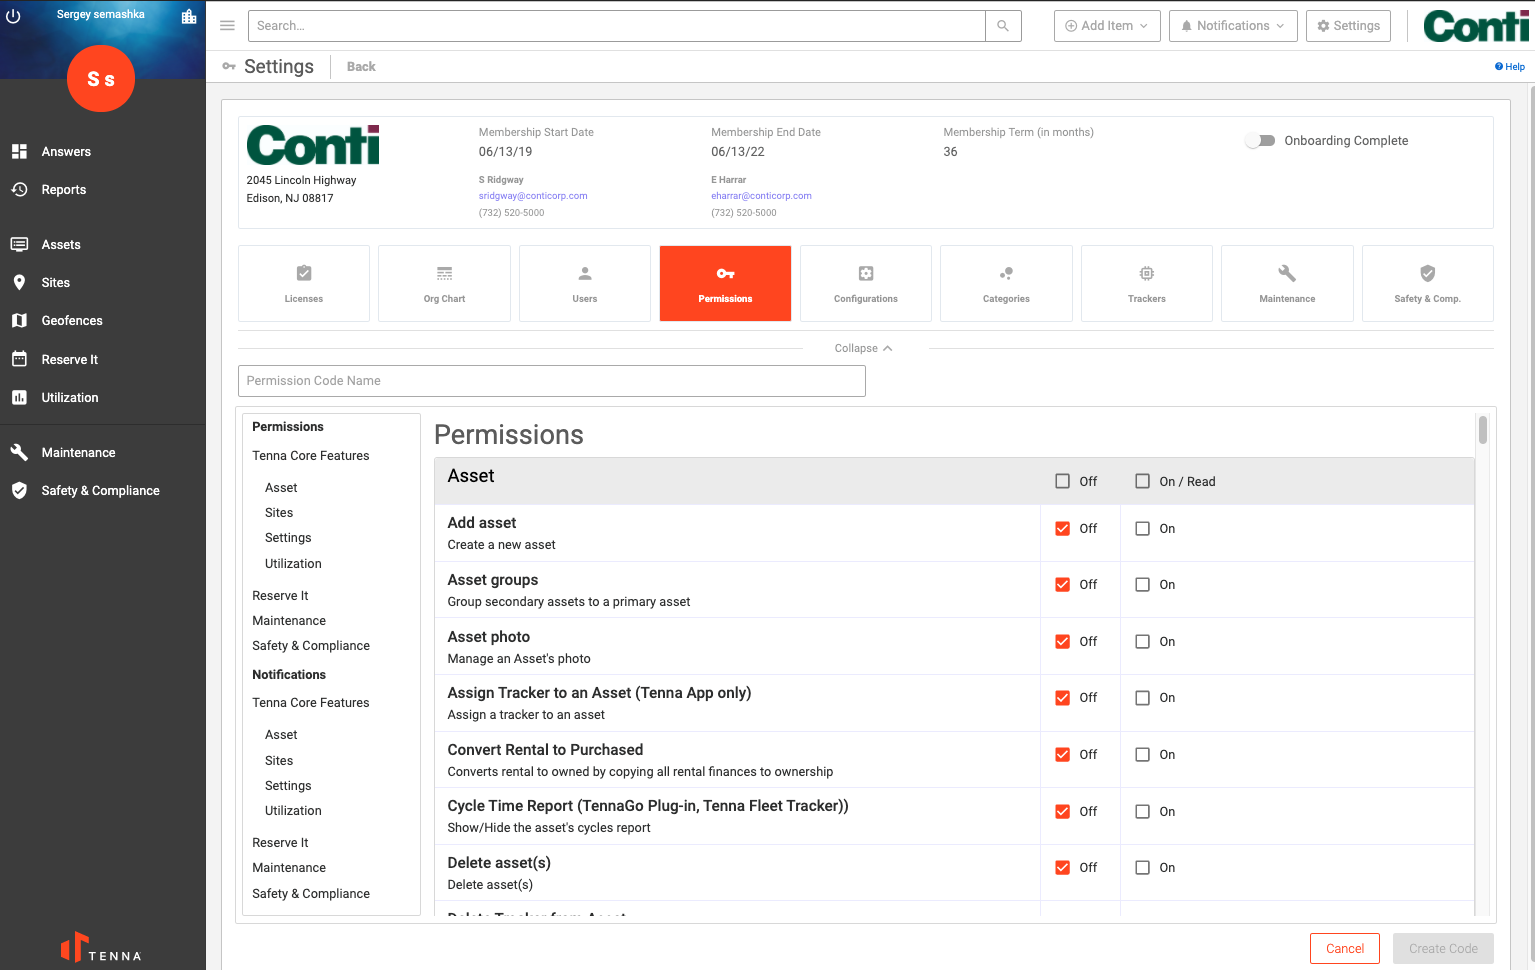 Sergey semashka
S s
Answers
Reports
Assets
Sites
Geofences
Reserve It
Utilization
Maintenance
Safety & Compliance
TENNA
Search...
Add Item
Notifications
Settings
Conti
Settings
Back
Help
Conti
2045 Lincoln Highway
Edison, NJ 08817
Membership Start Date
06/13/19
S Ridgway
sridgway@conticorp.com
(732) 520-5000
Membership End Date
06/13/22
E Harrar
eharrar@conticorp.com
(732) 520-5000
Membership Term (in months)
36
Onboarding Complete
Licenses
Org Chart
Users
Permissions
Configurations
Categories
Trackers
Maintenance
Safety & Comp.
Collapse
Permission Code Name
Permissions
Tenna Core Features
Asset
Sites
Settings
Utilization
Reserve It
Maintenance
Safety & Compliance
Notifications
Tenna Core Features
Asset
Sites
Settings
Utilization
Reserve It
Maintenance
Safety & Compliance
Permissions
Asset
Off
On / Read
Add asset
Create a new asset
Off
On
Asset groups
Group secondary assets to a primary asset
Off
On
Asset photo
Manage an Asset's photo
Off
On
Assign Tracker to an Asset (Tenna App only)
Assign a tracker to an asset
Off
On
Convert Rental to Purchased
Converts rental to owned by copying all rental finances to ownership
Off
On
Cycle Time Report (TennaGo Plug-in, Tenna Fleet Tracker))
Show/Hide the asset's cycles report
Off
On
Delete asset(s)
Delete asset(s)
Off
On
Delete Tracker from Asset
Cancel
Create Code